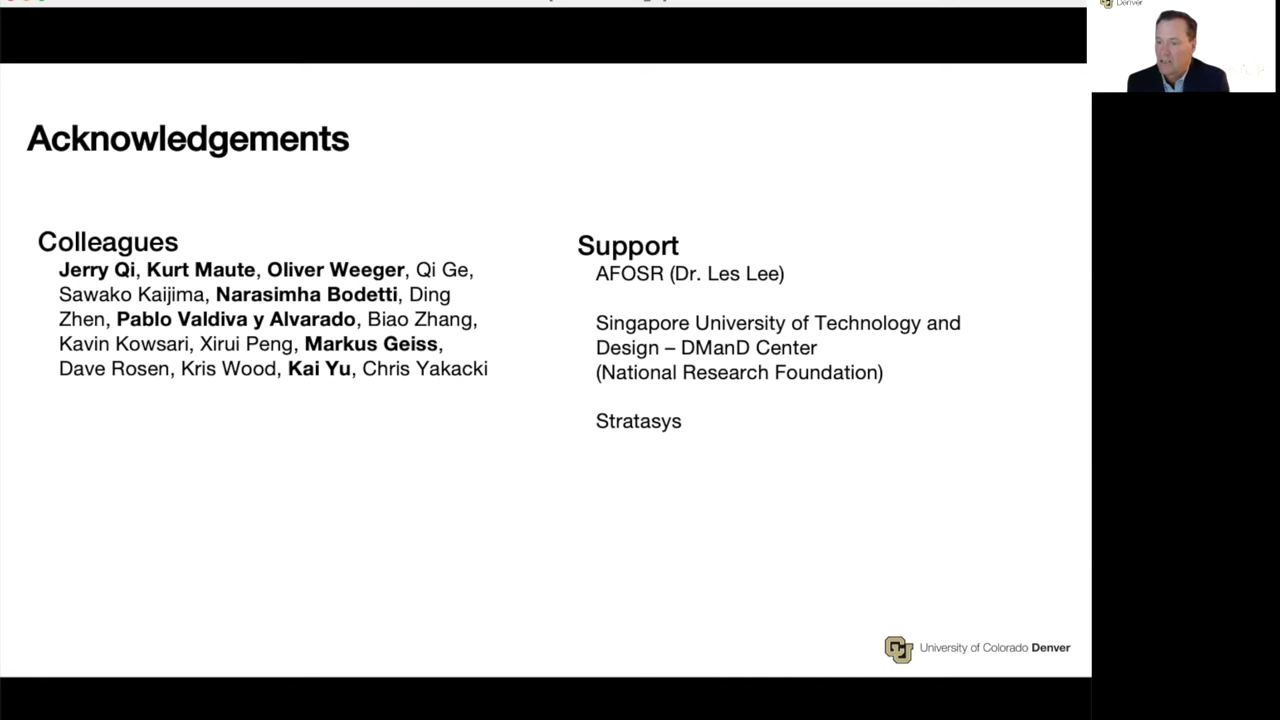 Denver
Acknowledgements
Colleagues
Jerry Qi, Kurt Maute, Oliver Weeger, Qi Ge,
Sawako Kaijima, Narasimha Bodetti, Ding
Zhen, Pablo Valdiva y Alvarado, Biao Zhang,
Kavin Kowsari, Xirui Peng, Markus Geiss,
Dave Rosen, Kris Wood, Kai Yu, Chris Yakacki
Support
AFOSR (Dr. Les Lee)
Singapore University of Technology and
Design – DManD Center
(National Research Foundation)
Stratasys
University of Colorado Denver